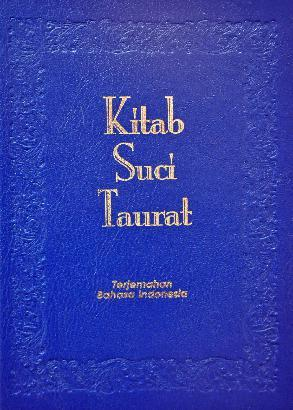 Kitab
Suci
Taurat
Terjemahan
Bahasa Indonesia